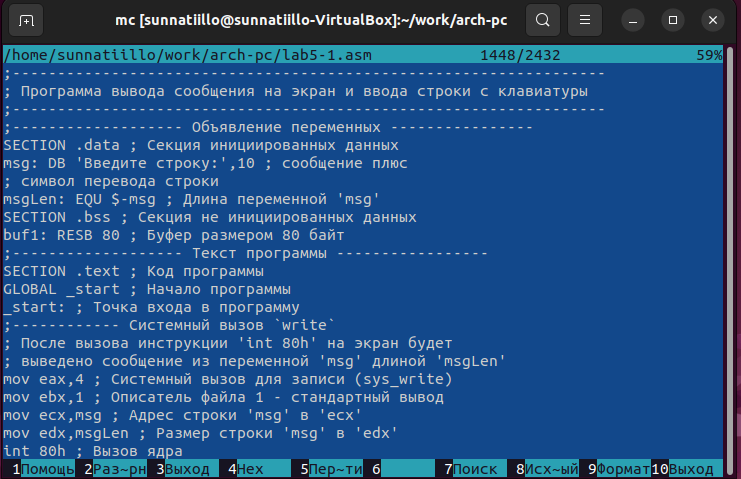 mc [sunnatiillo@sunnatiillo-VirtualBox]:~/work/arch-pc
/home/sunnatiillo/work/arch-pc/lab5-1.asm 1448/2432 59%
;------------------------------------------------------------------
; Программа вывода сообщения на экран и ввода строки с клавиатуры
;------------------------------------------------------------------
;------------------- Объявление переменных ----------------
SECTION .data ; Секция инициированных данных
msg: DB 'Введите строку:',10 ; сообщение плюс
; символ перевода строки
msgLen: EQU $-msg ; Длина переменной 'msg'
SECTION .bss ; Секция не инициированных данных
buf1: RESB 80 ; Буфер размером 80 байт
;------------------- Текст программы -----------------
SECTION .text ; Код программы
GLOBAL _start ; Начало программы
_start: ; Точка входа в программу
;------------ Системный вызов `write`
; После вызова инструкции 'int 80h' на экран будет
; выведено сообщение из переменной 'msg' длиной 'msgLen'
mov eax,4 ; Системный вызов для записи (sys_write)
mov ebx,1 ; Описатель файла 1 - стандартный вывод
mov ecx,msg ; Адрес строки 'msg' в 'ecx'
mov edx,msgLen ; Размер строки 'msg' в 'edx'
int 80h ; Вызов ядра
1Помощь 2Раз~рн 3Выход 4Hex 5Пер~ти 6 7Поиск 8Исх~ый 9Формат 10Выход